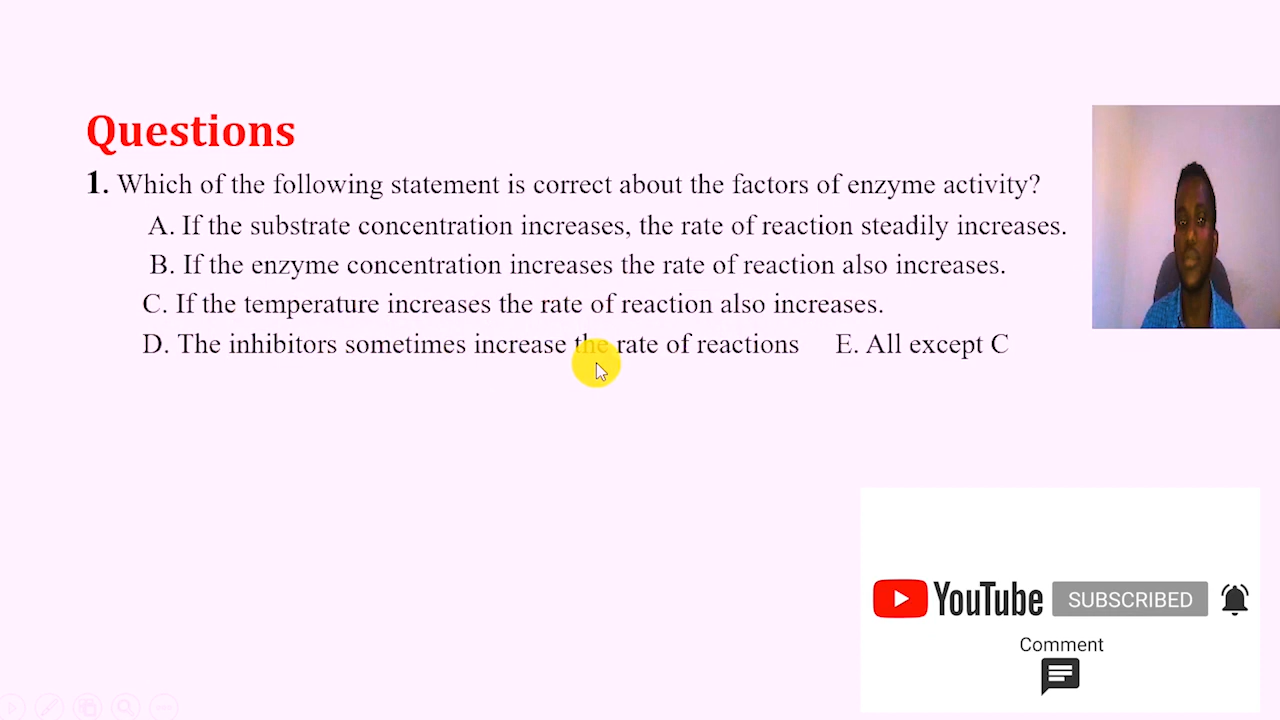 Questions
1. Which of the following statement is correct about the factors of enzyme activity?
A. If the substrate concentration increases, the rate of reaction steadily increases.
B. If the enzyme concentration increases the rate of reaction also increases.
C. If the temperature increases the rate of reaction also increases.
D. The inhibitors sometimes increase the rate of reactions E. All except C
YouTube SUBSCRIBED
Comment